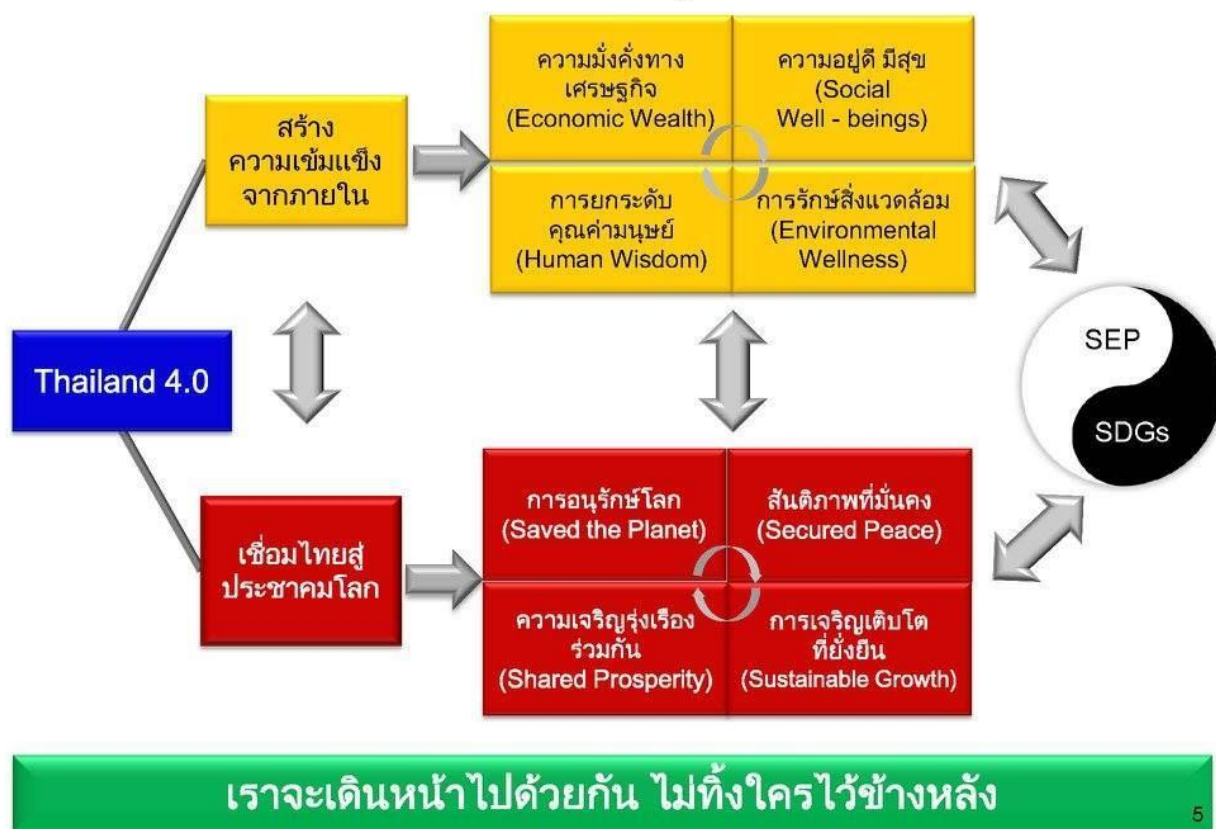 ความมั่งคั่งทาง
เศรษฐกิจ
(Economic Wealth)
ความอยู่ดี มีสุข
(Social
Well - beings)
สร้าง
ความเข้มแข็ง
จากภายใน
การยกระดับ
คุณค่ามนุษย์
(Human Wisdom)
การรักษ์สิ่งแวดล้อม
(Environmental
Wellness)
Thailand 4.0
SEP
SDGs
เชื่อมไทยสู่
ประชาคมโลก
การอนุรักษ์โลก
(Saved the Planet)
สันติภาพที่มั่นคง
(Secured Peace)
ความเจริญรุ่งเรือง
ร่วมกัน
(Shared Prosperity)
การเจริญเติบโต
ที่ยั่งยืน
(Sustainable Growth)
เราจะเดินหน้าไปด้วยกัน ไม่ทิ้งใครไว้ข้างหลัง
5